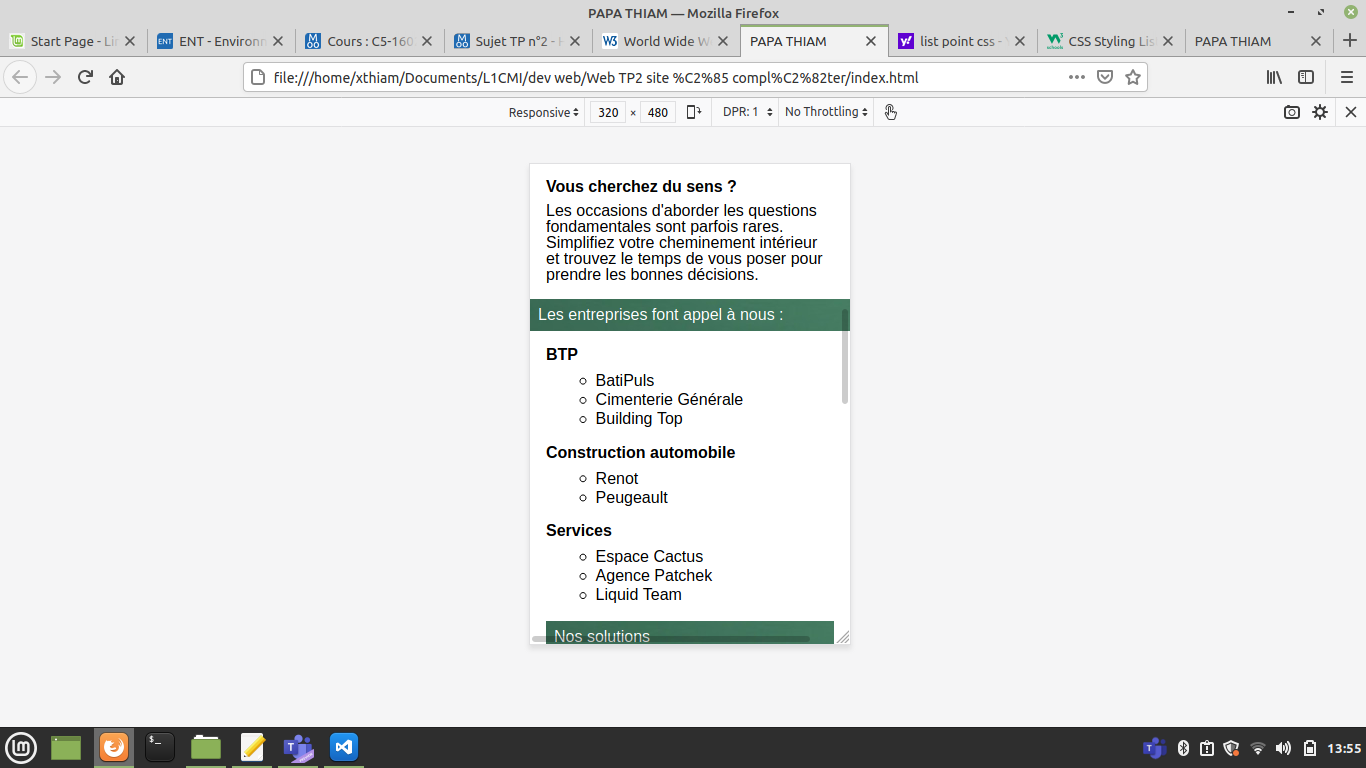 PAPA THIAM — Mozilla Firefox
Start Page - Li
ENT - Environn
Cours : C5-160
Sujet TP n°2 -
World Wide W
PAPA THIAM
list point css -
CSS Styling Lis
PAPA THIAM
file:///home/xthiam/Documents/L1CMI/dev web/Web TP2 site %C2%85 compl%C2%82ter/index.html
Responsive 320 × 480 DPR: 1 No Throttling
Vous cherchez du sens ?
Les occasions d'aborder les questions
fondamentales sont parfois rares.
Simplifiez votre cheminement intérieur
et trouvez le temps de vous poser pour
prendre les bonnes décisions.
Les entreprises font appel à nous :
BTP
BatiPuls
Cimenterie Générale
Building Top
Construction automobile
Renot
Peugeault
Services
Espace Cactus
Agence Patchek
Liquid Team
Nos solutions
13:55